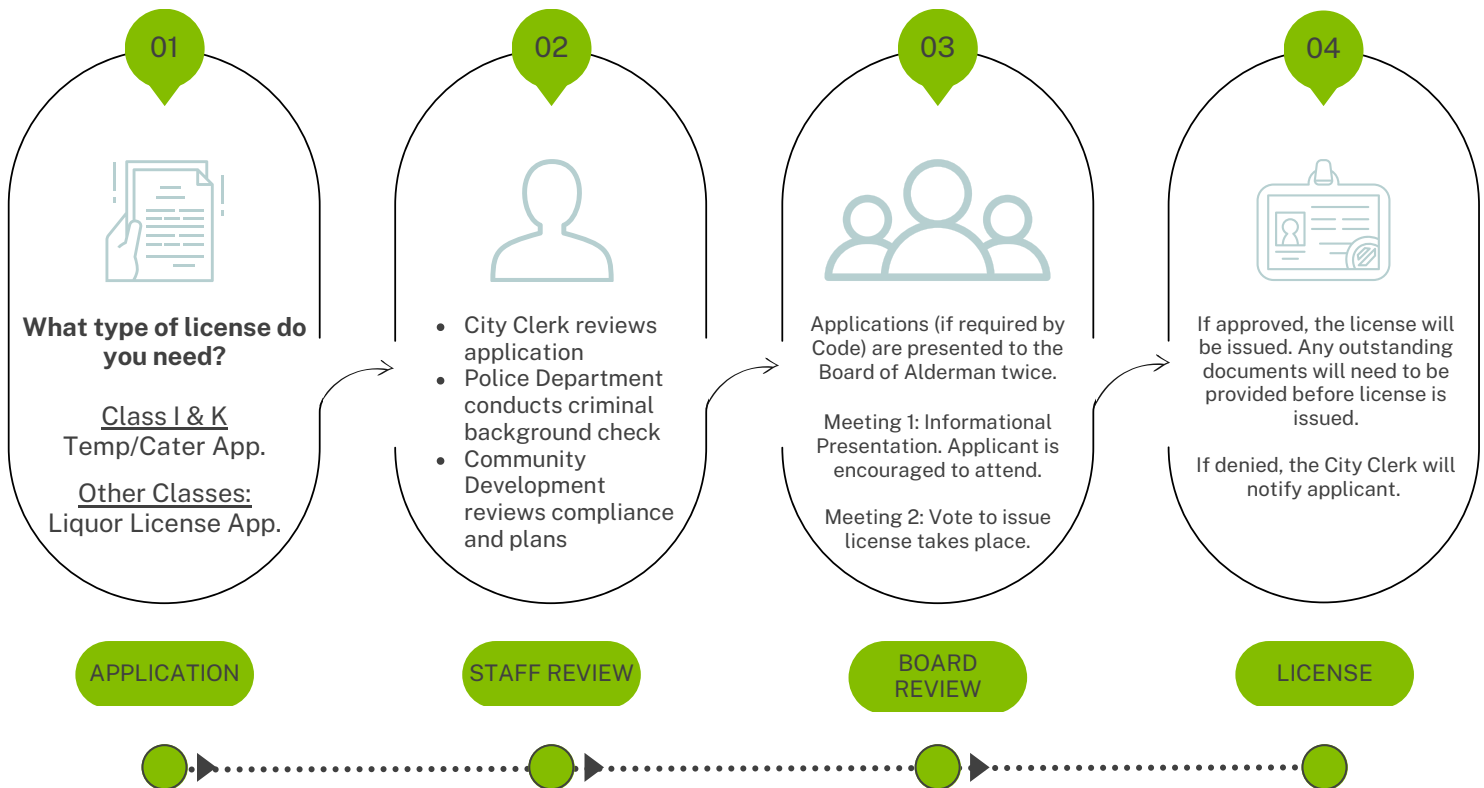 01
What type of license do
you need?
Class I & K
Temp/Cater App.
Other Classes:
Liquor License App.
APPLICATION
02
• City Clerk reviews
application
• Police Department
conducts criminal
background check
• Community
Development
reviews compliance
and plans
STAFF REVIEW
03
Applications (if required by
Code) are presented to the
Board of Alderman twice.
Meeting 1: Informational
Presentation. Applicant is
encouraged to attend.
Meeting 2: Vote to issue
license takes place.
BOARD
REVIEW
04
If approved, the license will
be issued. Any outstanding
documents will need to be
provided before license is
issued.
If denied, the City Clerk will
notify applicant.
LICENSE